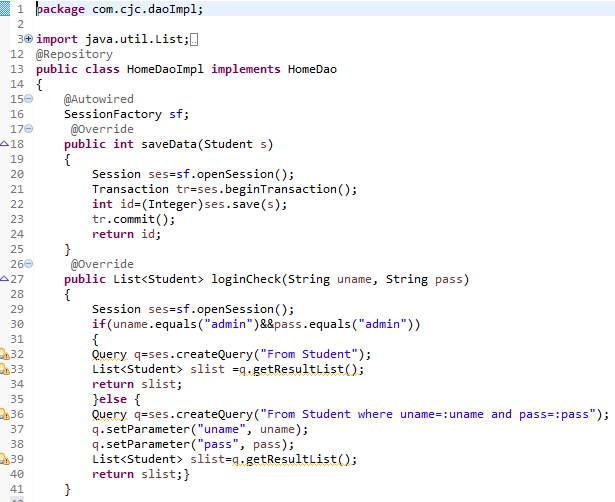 1 package com.cjc.daoImpl;
2
3 import java.util.List;
12 @Repository
13 public class HomeDaoImpl implements HomeDao
14 {
15 @Autowired
16 SessionFactory sf;
17 @Override
18 public int saveData(Student s)
19 {
20 Session ses=sf.openSession();
21 Transaction tr=ses.beginTransaction();
22 int id=(Integer)ses.save(s);
23 tr.commit();
24 return id;
25 }
26 @Override
27 public List<Student> loginCheck(String uname, String pass)
28 {
29 Session ses=sf.openSession();
30 if(uname.equals("admin")&&pass.equals("admin"))
31 {
32 Query q=ses.createQuery("From Student");
33 List<Student> slist =q.getResultList();
34 return slist;
35 }else {
36 Query q=ses.createQuery("From Student where uname=:uname and pass=:pass");
37 q.setParameter("uname", uname);
38 q.setParameter("pass", pass);
39 List<Student> slist=q.getResultList();
40 return slist;}
41 }